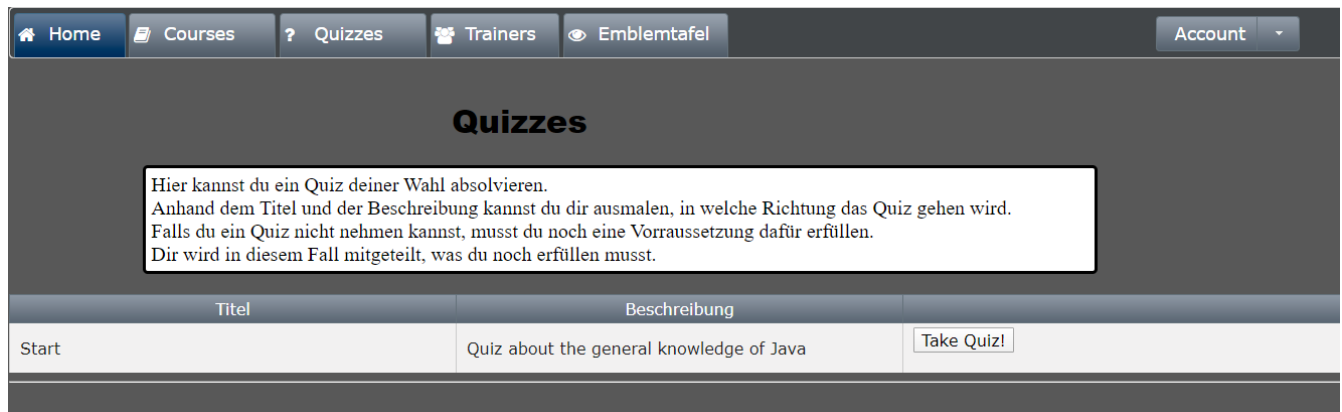 Home Courses ? Quizzes Trainers Emblemtafel Account
Quizzes
Hier kannst du ein Quiz deiner Wahl absolvieren.
Anhand dem Titel und der Beschreibung kannst du dir ausmalen, in welche Richtung das Quiz gehen wird.
Falls du ein Quiz nicht nehmen kannst, musst du noch eine Vorraussetzung dafür erfüllen.
Dir wird in diesem Fall mitgeteilt, was du noch erfüllen musst.
Titel Beschreibung
Start Quiz about the general knowledge of Java Take Quiz!